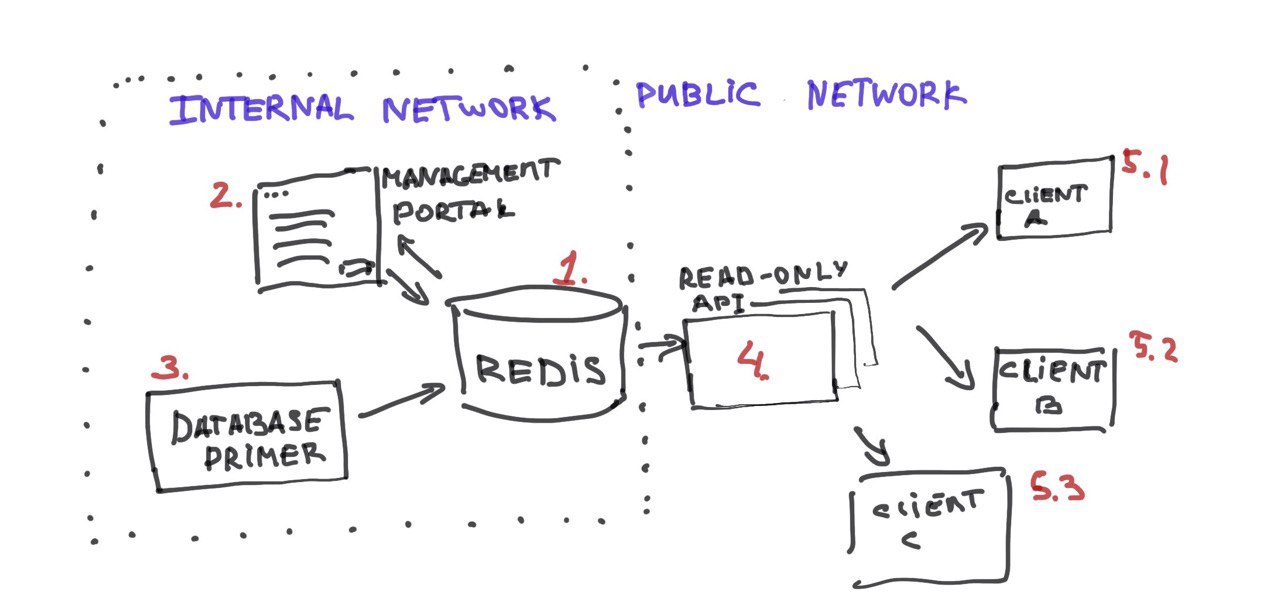 INTERNAL NETWORK
PUBLIC NETWORK
2.
MANAGEMENT
PORTAL
1.
REDIS
3.
DATABASE
PRIMER
READ-ONLY
API
4.
5.1
CLIENT
A
5.2
CLIENT
B
5.3
CLIENT
C